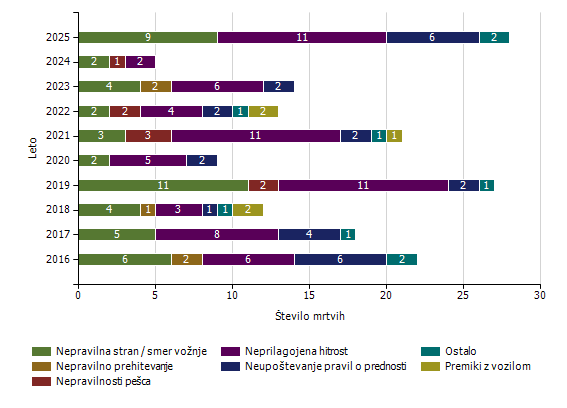 2025 9 11 6 2
2024 2 1 2
2023 4 2 6 2
2022 2 2 4 2 1 2
2021 3 3 11 2 1 1
2020 2 5 2
2019 11 2 11 2 1
2018 4 1 3 1 1 2
2017 5 8 4 1
2016 6 2 6 6 2
Leto
0 5 10 15 20 25 30
Število mrtvih
Nepravilna stran / smer vožnje Neprilagojena hitrost Ostalo
Nepravilno prehitevanje Neupoštevanje pravil o prednosti Premiki z vozilom
Nepravilnosti pešca